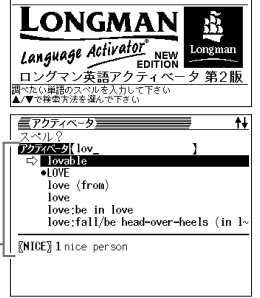 LONGMAN
Language Activator® NEW EDITION
Longman
ロングマン英語アクティベータ 第2版
調べたい単語のスペルを入力して下さい
▲/▼で検索方法を選んで下さい
アクティベータ
スペル?
アクティベータ【lov_ 】
⇨ lovable
◆LOVE
love (from)
love
love:be in love
love:fall/be head-over-heels (in l~
〖NICE〗 1 nice person